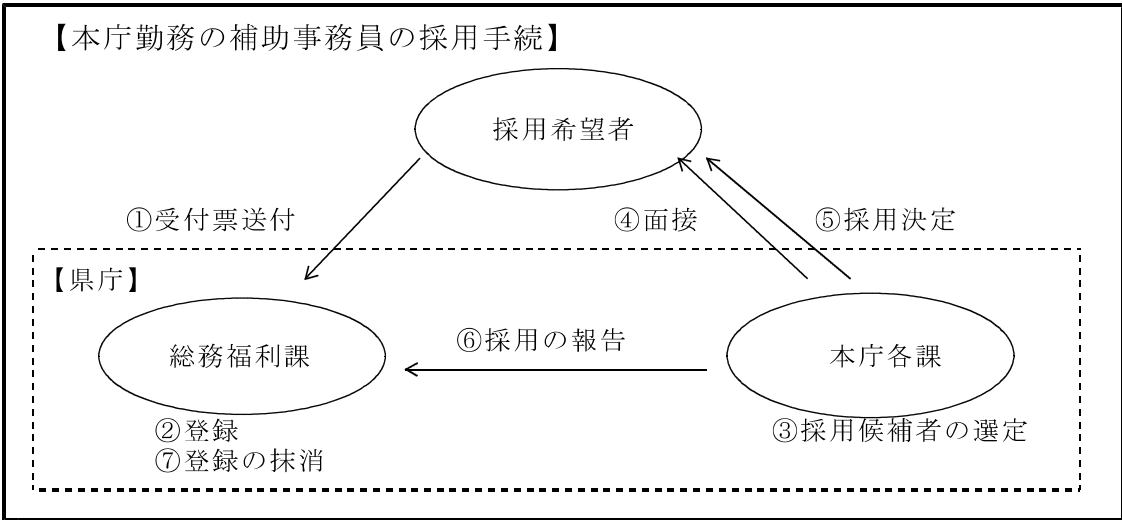 【本庁勤務の補助事務員の採用手続】
採用希望者
①受付票送付
④面接
⑤採用決定
【県庁】
⑥採用の報告
総務福利課
本庁各課
②登録
③採用候補者の選定
⑦登録の抹消